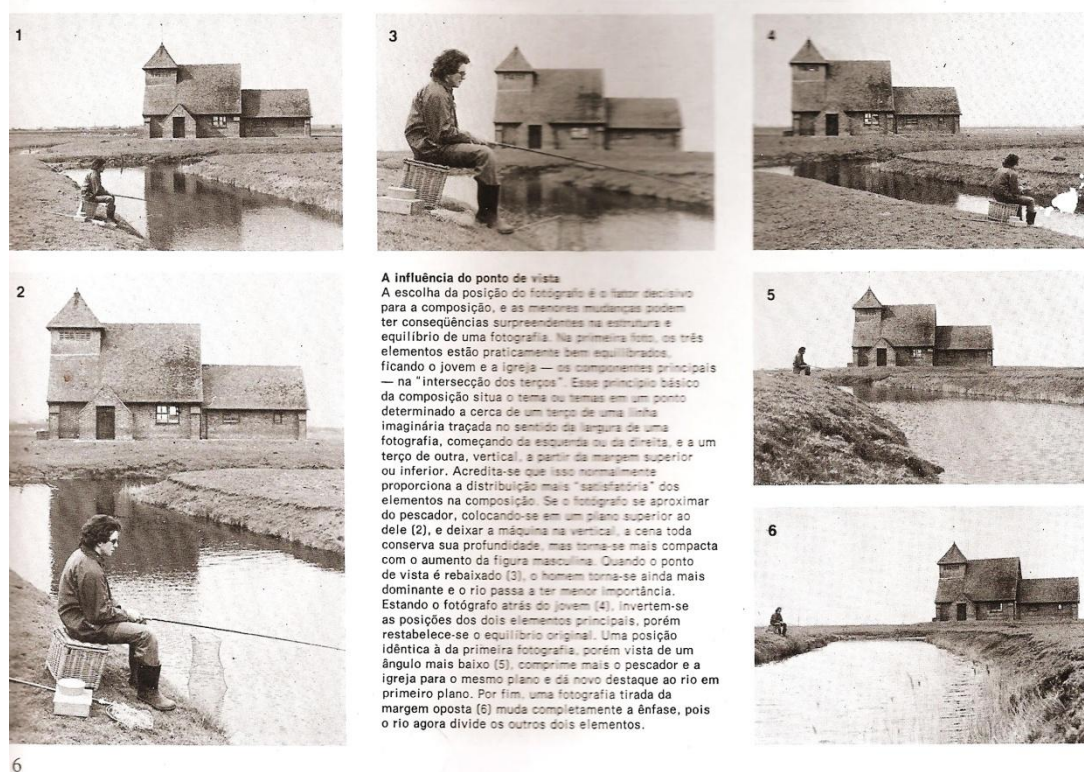 1
3
4
2
A influência do ponto de vista
A escolha da posição do fotógrafo é o fator decisivo
para a composição, e as menores mudanças podem
ter conseqüências surpreendentes na estrutura e
equilíbrio de uma fotografia. Na primeira foto, os três
elementos estão praticamente bem equilibrados,
ficando o jovem e a igreja — os componentes principais
— na "intersecção dos terços". Esse princípio básico
da composição situa o tema ou temas em um ponto
determinado a cerca de um terço de uma linha
imaginária traçada no sentido da largura de uma
fotografia, começando da esquerda ou da direita, e a um
terço de outra, vertical, a partir da margem superior
ou inferior. Acredita-se que isso normalmente
proporciona a distribuição mais "satisfatória" dos
elementos na composição. Se o fotógrafo se aproximar
do pescador, colocando-se em um plano superior ao
dele (2), e deixar a máquina na vertical, a cena toda
conserva sua profundidade, mas torna-se mais compacta
com o aumento da figura masculina. Quando o ponto
de vista é rebaixado (3), o homem torna-se ainda mais
dominante e o rio passa a ter menor importância.
Estando o fotógrafo atrás do jovem (4), invertem-se
as posições dos dois elementos principais, porém
restabelece-se o equilíbrio original. Uma posição
idêntica à da primeira fotografia, porém vista de um
ângulo mais baixo (5), comprime mais o pescador e a
igreja para o mesmo plano e dá novo destaque ao rio em
primeiro plano. Por fim, uma fotografia tirada da
margem oposta (6) muda completamente a ênfase, pois
o rio agora divide os outros dois elementos.
5
6
6